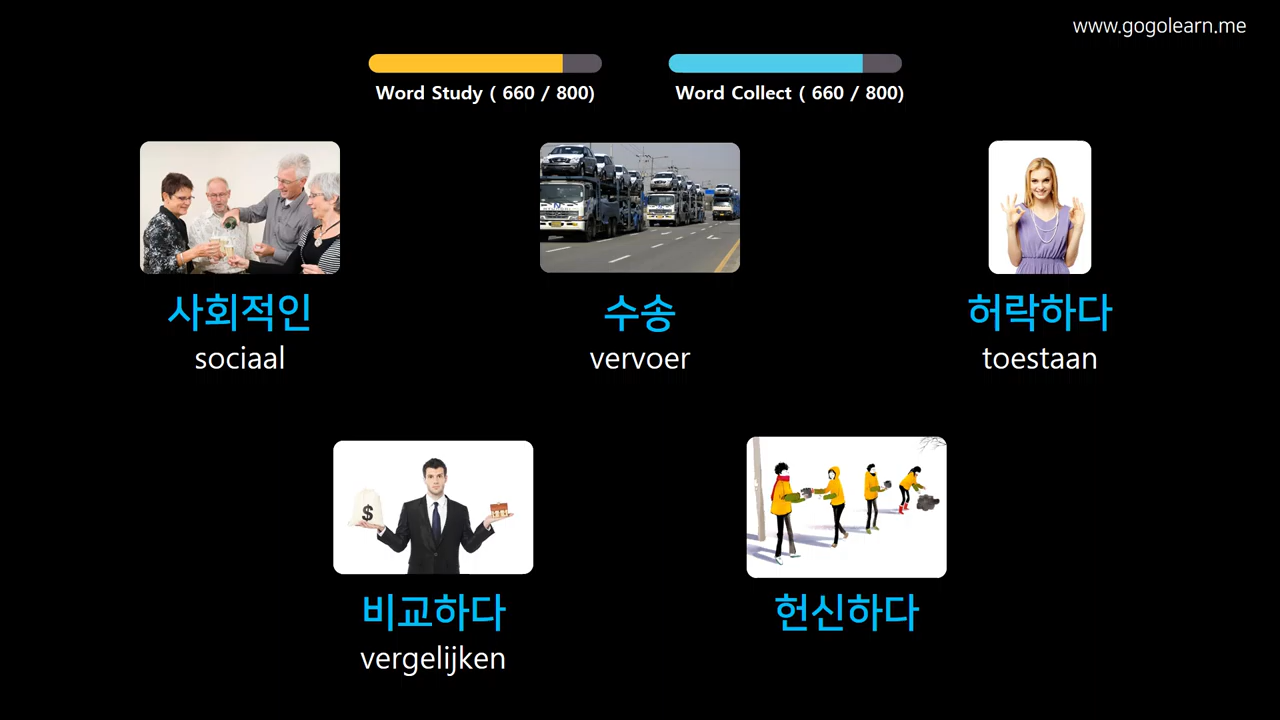 www.gogolearn.me
Word Study ( 660 / 800)
Word Collect ( 660 / 800)
사회적인
sociaal
수송
vervoer
허락하다
toestaan
비교하다
vergelijken
헌신하다